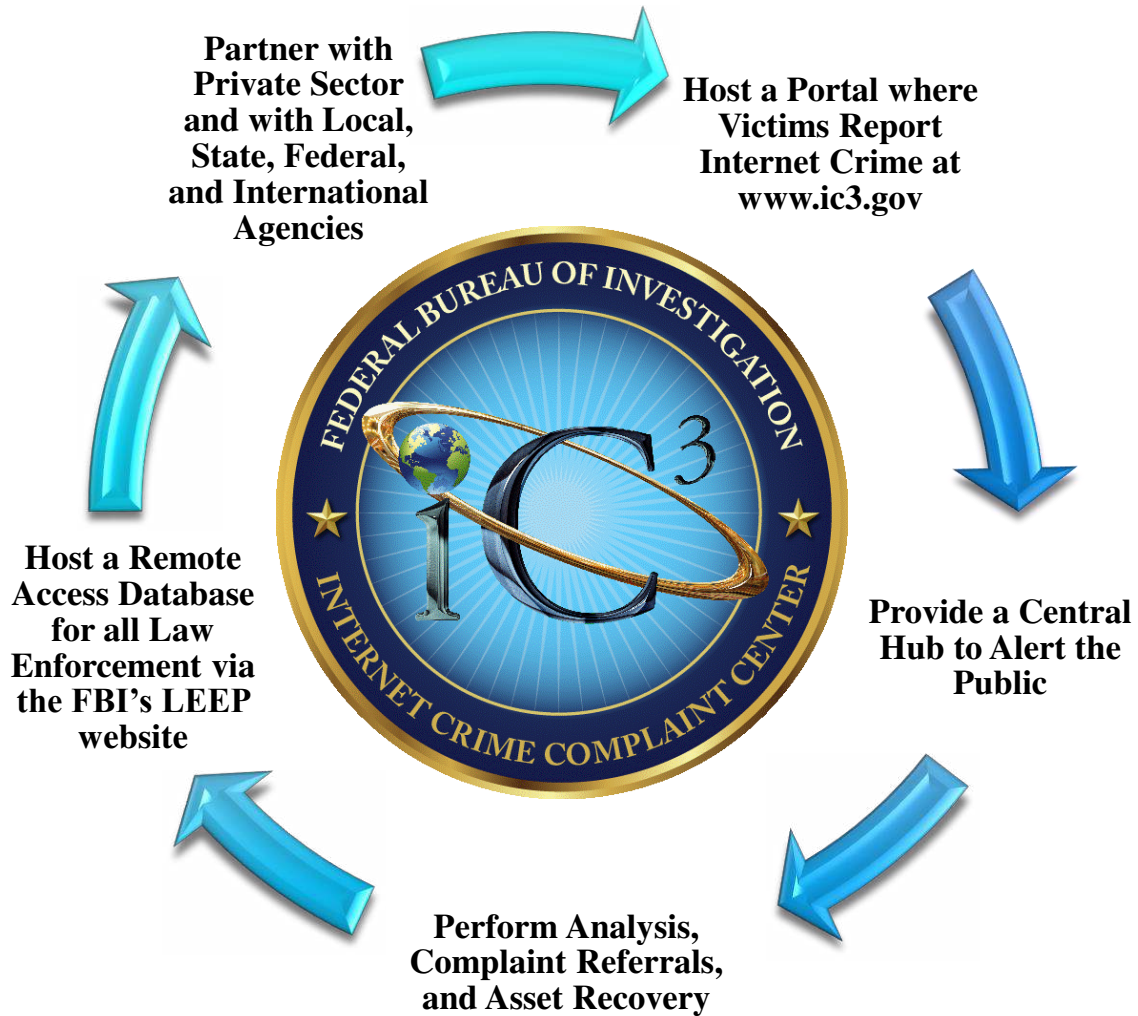 Partner with
Private Sector
and with Local,
State, Federal,
and International
Agencies
Host a Portal where
Victims Report
Internet Crime at
www.ic3.gov
FEDERAL BUREAU OF INVESTIGATION
iC3
INTERNET CRIME COMPLAINT CENTER
Provide a Central
Hub to Alert the
Public
Perform Analysis,
Complaint Referrals,
and Asset Recovery
Host a Remote
Access Database
for all Law
Enforcement via
the FBI’s LEEP
website